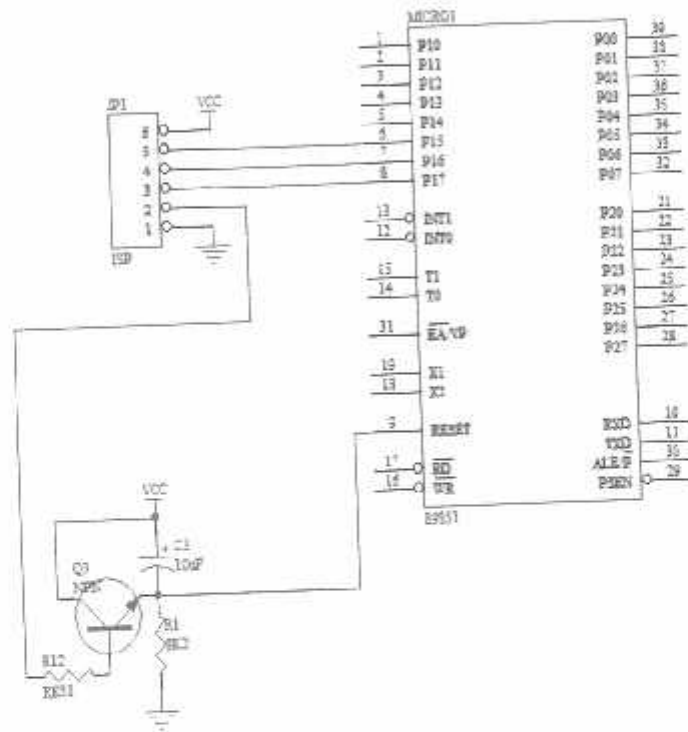 MICRO1
1 P10 P00 39
2 P11 P01 38
3 P12 P02 37
4 P13 P03 36
5 P14 P04 35
6 P15 P05 34
7 P16 P06 33
8 P17 P07 32
13 INT1 P20 21
12 INT0 P21 22
P22 23
15 T1 P23 24
14 T0 P24 25
P25 26
31 EA/VP P26 27
P27 28
19 X1
18 X2
9 RESET RXD 10
TXD 11
17 RD ALE/P 30
16 WR PSEN 29
JP1
VCC
6
5
4
3
2
1
ISP
VCC
10uF
Q3
NPN
R1
8K2
R12